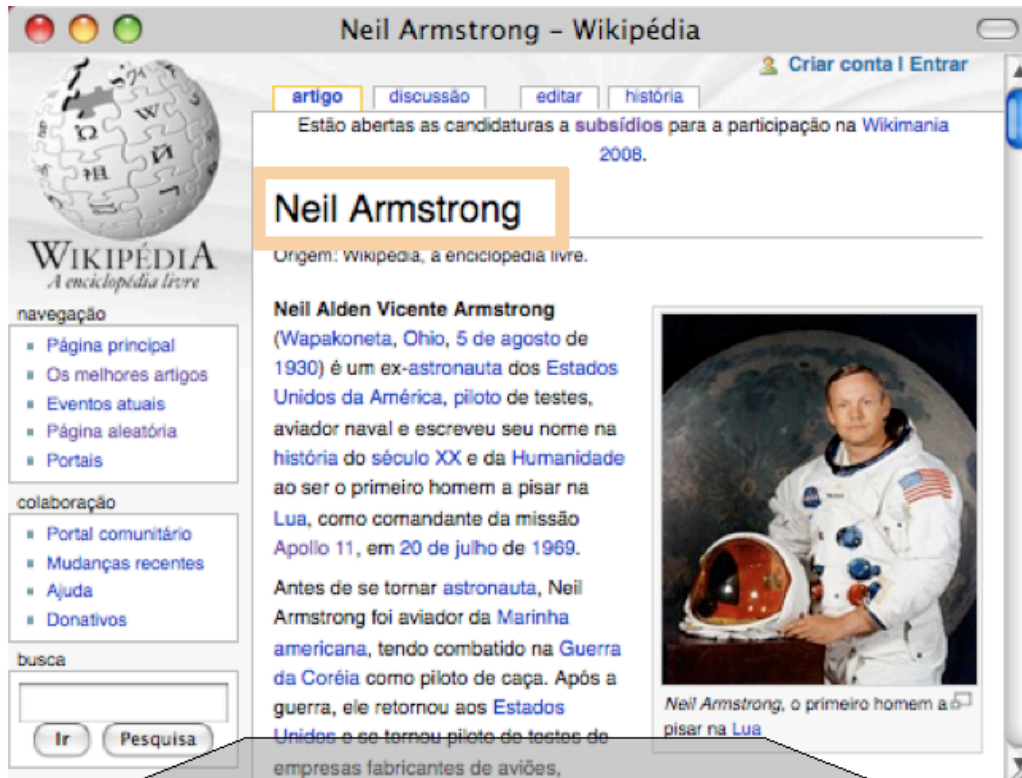 Neil Armstrong – Wikipédia
Criar conta | Entrar
artigo discussão editar história
Estão abertas as candidaturas a subsídios para a participação na Wikimania
2008.
Neil Armstrong
Origem: Wikipédia, a enciclopédia livre.
WIKIPÉDIA
A enciclopédia livre
navegação
Página principal
Os melhores artigos
Eventos atuais
Página aleatória
Portais
colaboração
Portal comunitário
Mudanças recentes
Ajuda
Donativos
busca
Ir Pesquisa
Neil Alden Vicente Armstrong
(Wapakoneta, Ohio, 5 de agosto de
1930) é um ex-astronauta dos Estados
Unidos da América, piloto de testes,
aviador naval e escreveu seu nome na
história do século XX e da Humanidade
ao ser o primeiro homem a pisar na
Lua, como comandante da missão
Apollo 11, em 20 de julho de 1969.
Antes de se tornar astronauta, Neil
Armstrong foi aviador da Marinha
americana, tendo combatido na Guerra
da Coréia como piloto de caça. Após a
guerra, ele retornou aos Estados
Unidos e se tornou piloto de testes de
empresas fabricantes de aviões,
Neil Armstrong, o primeiro homem a
pisar na Lua